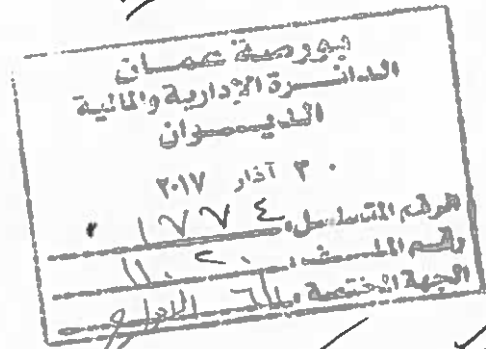 بورصة عمان
الدائرة الإدارية والمالية
الديوان
٣٠ آذار ٢٠١٧
الرقم المتسلسل: ١٧٧٤
رقم الملف:
الجهة المختصة: